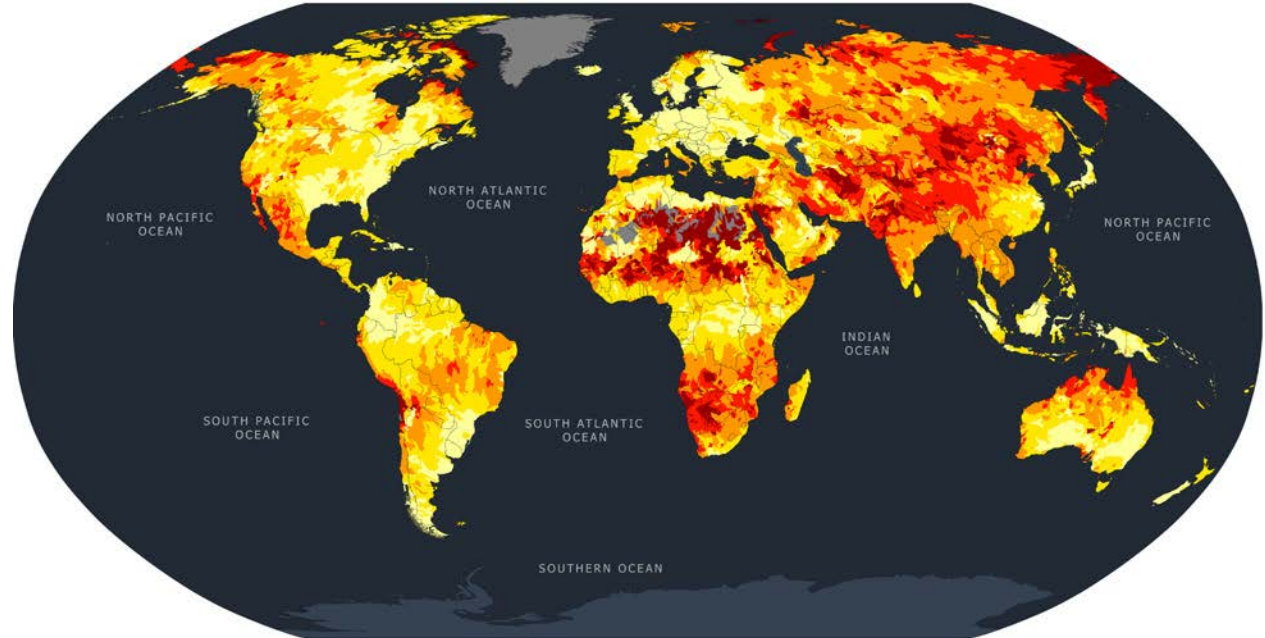 NORTH ATLANTIC
OCEAN
NORTH PACIFIC
OCEAN
NORTH PACIFIC
OCEAN
INDIAN
OCEAN
SOUTH PACIFIC
OCEAN
SOUTH ATLANTIC
OCEAN
SOUTHERN OCEAN